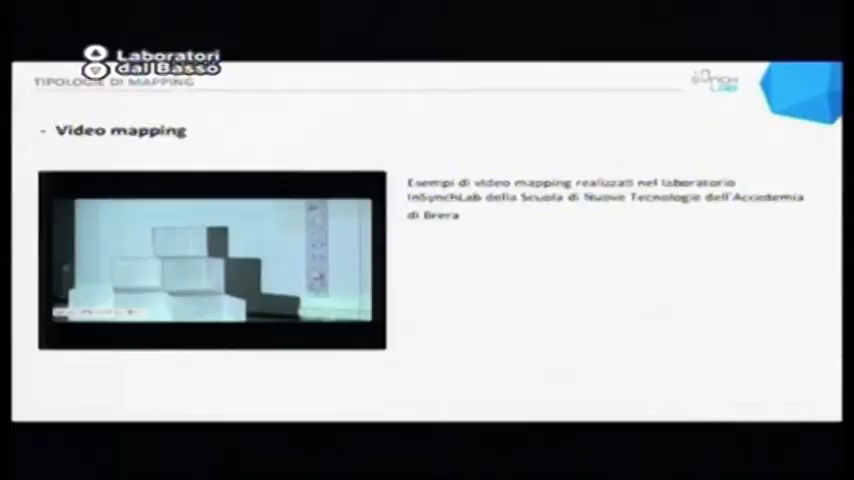 Laboratori
dal Basso
TIPOLOGIE DI MAPPING
- Video mapping
Esempi di video mapping realizzati nel laboratorio
InSynchLab della Scuola di Nuove Tecnologie dell'Accademia
di Brera